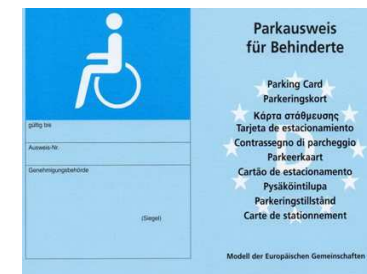 gültig bis
Ausweis-Nr.
Genehmigungsbehörde
(Siegel)
Parkausweis
für Behinderte
Parking Card
Parkeringskort
Κάρτα στάθμευσης
Tarjeta de estacionamiento
Contrassegno di parcheggio
Parkeerkaart
Cartão de estacionamento
Pysäköintilupa
Parkeringstillstånd
Carte de stationnement
Modell der Europäischen Gemeinschaften